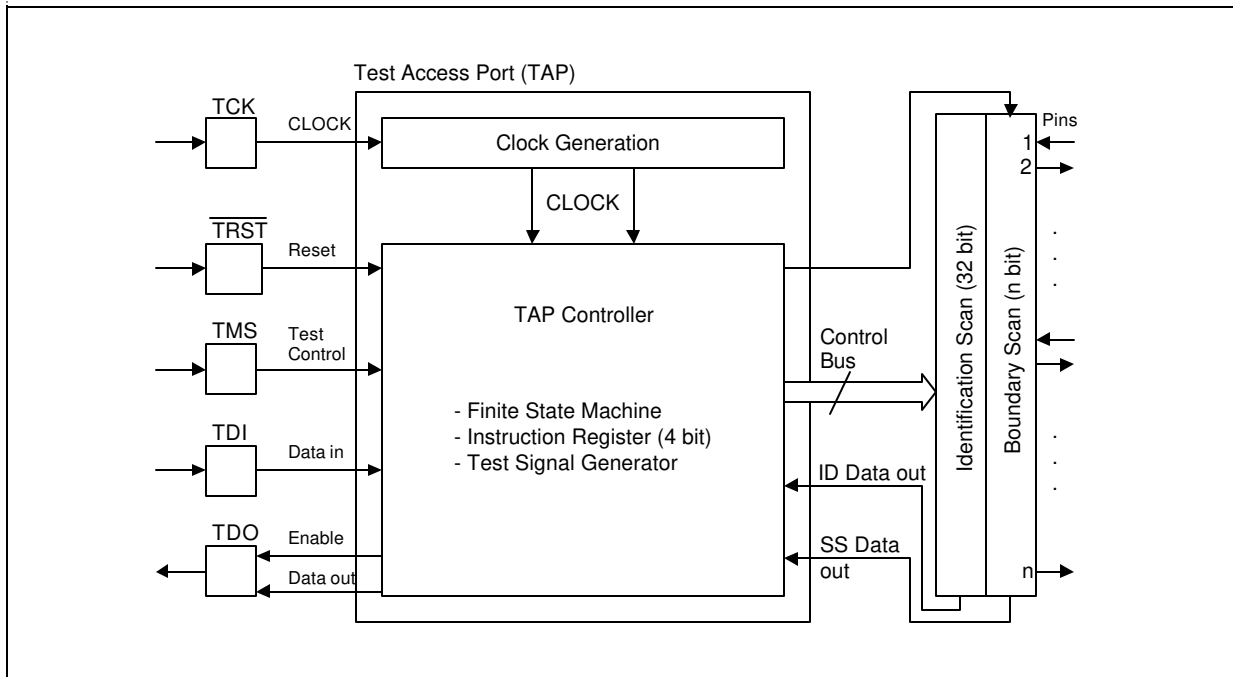 Test Access Port (TAP)
TCK
CLOCK
Clock Generation
CLOCK
TRST
Reset
TMS
Test
Control
TDI
Data in
TDO
Enable
Data out
TAP Controller
- Finite State Machine
- Instruction Register (4 bit)
- Test Signal Generator
Control
Bus
ID Data out
SS Data
out
Identification Scan (32 bit)
Boundary Scan (n bit)
Pins
1
2
.
.
.
.
.
.
n